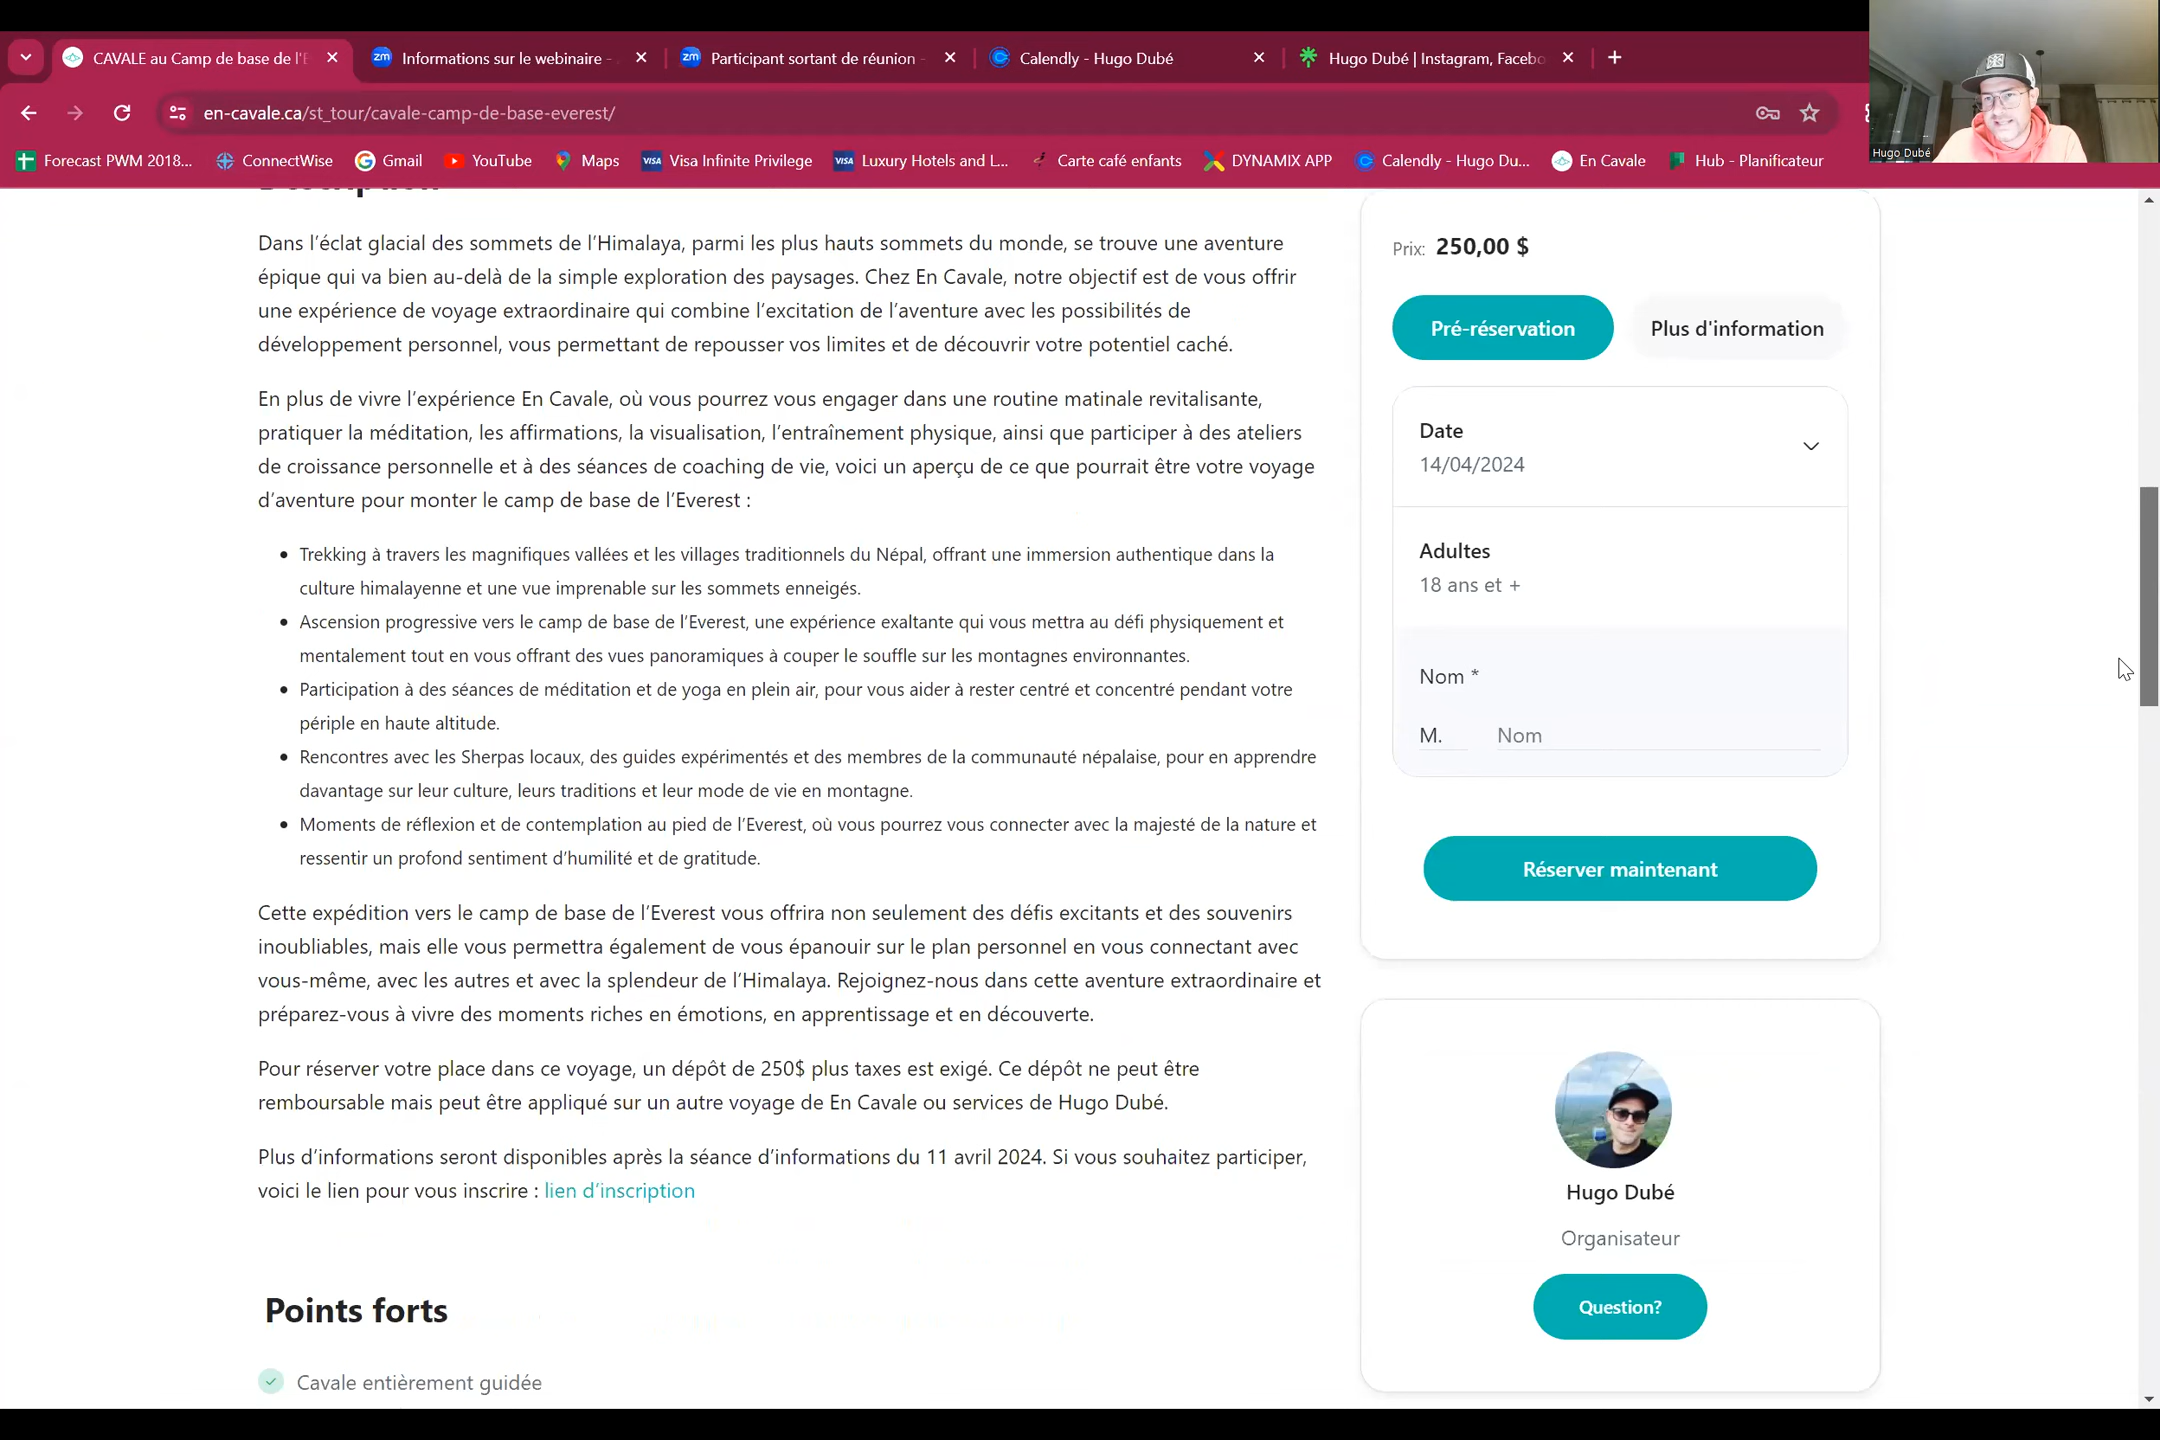 CAVALE au Camp de base de l'E
Informations sur le webinaire -
Participant sortant de réunion -
Calendly - Hugo Dubé
Hugo Dubé | Instagram, Facebo
en-cavale.ca/st_tour/cavale-camp-de-base-everest/
Forecast PWM 2018...
ConnectWise
Gmail
YouTube
Maps
Visa Infinite Privilege
Luxury Hotels and L...
Carte café enfants
DYNAMIX APP
Calendly - Hugo Du...
En Cavale
Hub - Planificateur
Hugo Dubé
Description
Dans l'éclat glacial des sommets de l'Himalaya, parmi les plus hauts sommets du monde, se trouve une aventure
épique qui va bien au-delà de la simple exploration des paysages. Chez En Cavale, notre objectif est de vous offrir
une expérience de voyage extraordinaire qui combine l'excitation de l'aventure avec les possibilités de
développement personnel, vous permettant de repousser vos limites et de découvrir votre potentiel caché.
En plus de vivre l'expérience En Cavale, où vous pourrez vous engager dans une routine matinale revitalisante,
pratiquer la méditation, les affirmations, la visualisation, l'entraînement physique, ainsi que participer à des ateliers
de croissance personnelle et à des séances de coaching de vie, voici un aperçu de ce que pourrait être votre voyage
d'aventure pour monter le camp de base de l'Everest :
Trekking à travers les magnifiques vallées et les villages traditionnels du Népal, offrant une immersion authentique dans la
culture himalayenne et une vue imprenable sur les sommets enneigés.
Ascension progressive vers le camp de base de l'Everest, une expérience exaltante qui vous mettra au défi physiquement et
mentalement tout en vous offrant des vues panoramiques à couper le souffle sur les montagnes environnantes.
Participation à des séances de méditation et de yoga en plein air, pour vous aider à rester centré et concentré pendant votre
périple en haute altitude.
Rencontres avec les Sherpas locaux, des guides expérimentés et des membres de la communauté népalaise, pour en apprendre
davantage sur leur culture, leurs traditions et leur mode de vie en montagne.
Moments de réflexion et de contemplation au pied de l'Everest, où vous pourrez vous connecter avec la majesté de la nature et
ressentir un profond sentiment d'humilité et de gratitude.
Cette expédition vers le camp de base de l'Everest vous offrira non seulement des défis excitants et des souvenirs
inoubliables, mais elle vous permettra également de vous épanouir sur le plan personnel en vous connectant avec
vous-même, avec les autres et avec la splendeur de l'Himalaya. Rejoignez-nous dans cette aventure extraordinaire et
préparez-vous à vivre des moments riches en émotions, en apprentissage et en découverte.
Pour réserver votre place dans ce voyage, un dépôt de 250$ plus taxes est exigé. Ce dépôt ne peut être
remboursable mais peut être appliqué sur un autre voyage de En Cavale ou services de Hugo Dubé.
Plus d'informations seront disponibles après la séance d'informations du 11 avril 2024. Si vous souhaitez participer,
voici le lien pour vous inscrire : lien d'inscription
Points forts
Cavale entièrement guidée
Prix: 250,00 $
Pré-réservation
Plus d'information
Date
14/04/2024
Adultes
18 ans et +
Nom *
M. Nom
Réserver maintenant
Hugo Dubé
Organisateur
Question?